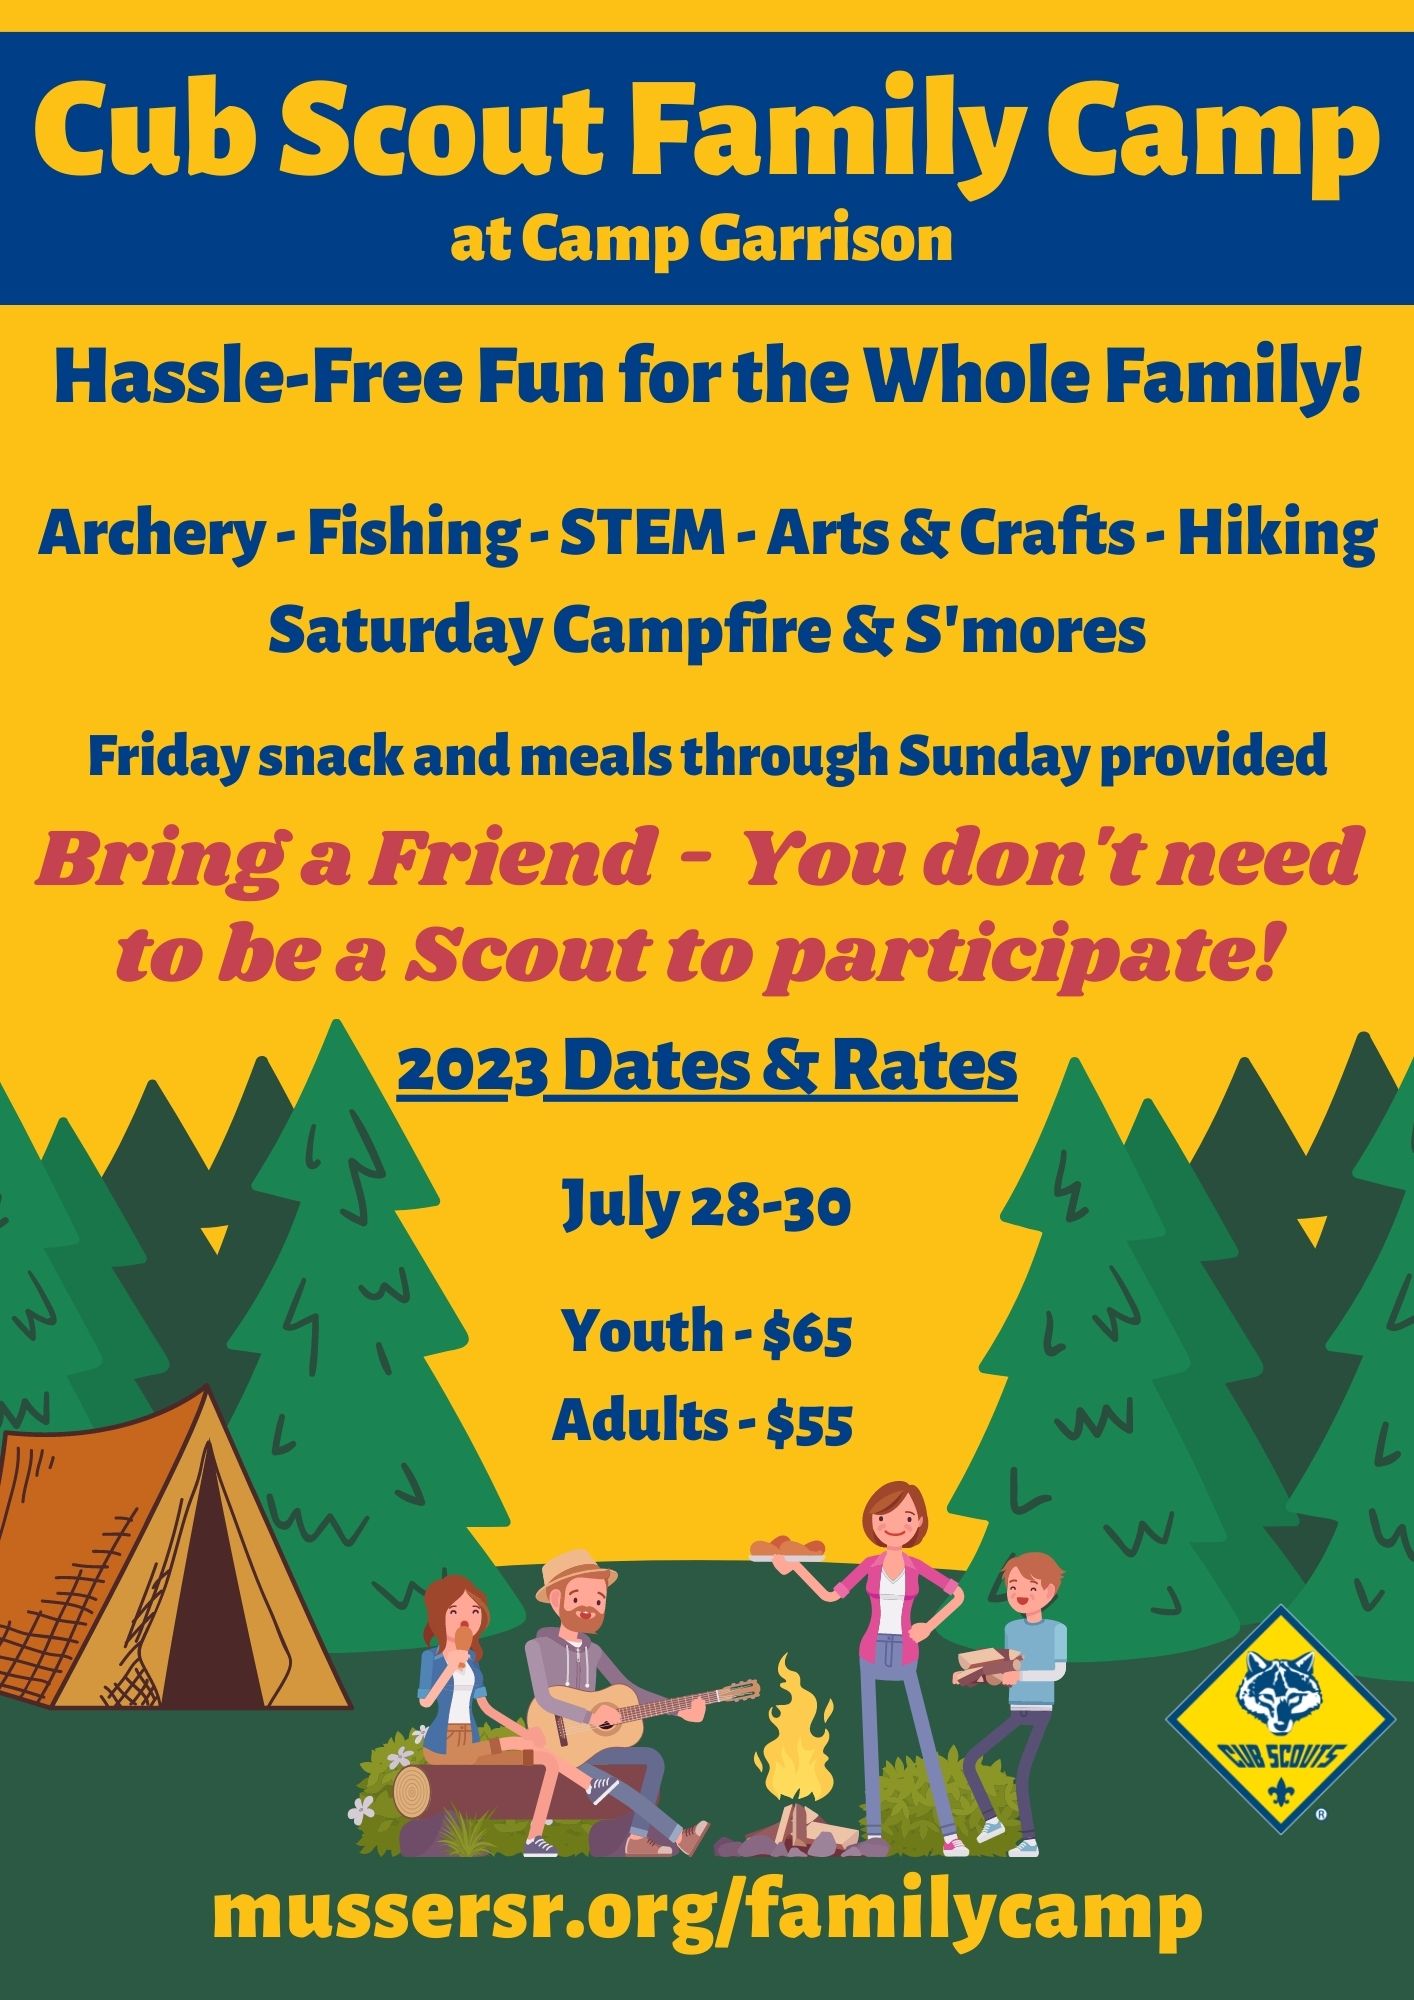 Cub Scout Family Camp
at Camp Garrison
Hassle-Free Fun for the Whole Family!
Archery - Fishing - STEM - Arts & Crafts - Hiking
Saturday Campfire & S'mores
Friday snack and meals through Sunday provided
Bring a Friend - You don't need
to be a Scout to participate!
2023 Dates & Rates
July 28-30
Youth - $65
Adults - $55
CUB SCOUTS
®
mussersr.org/familycamp